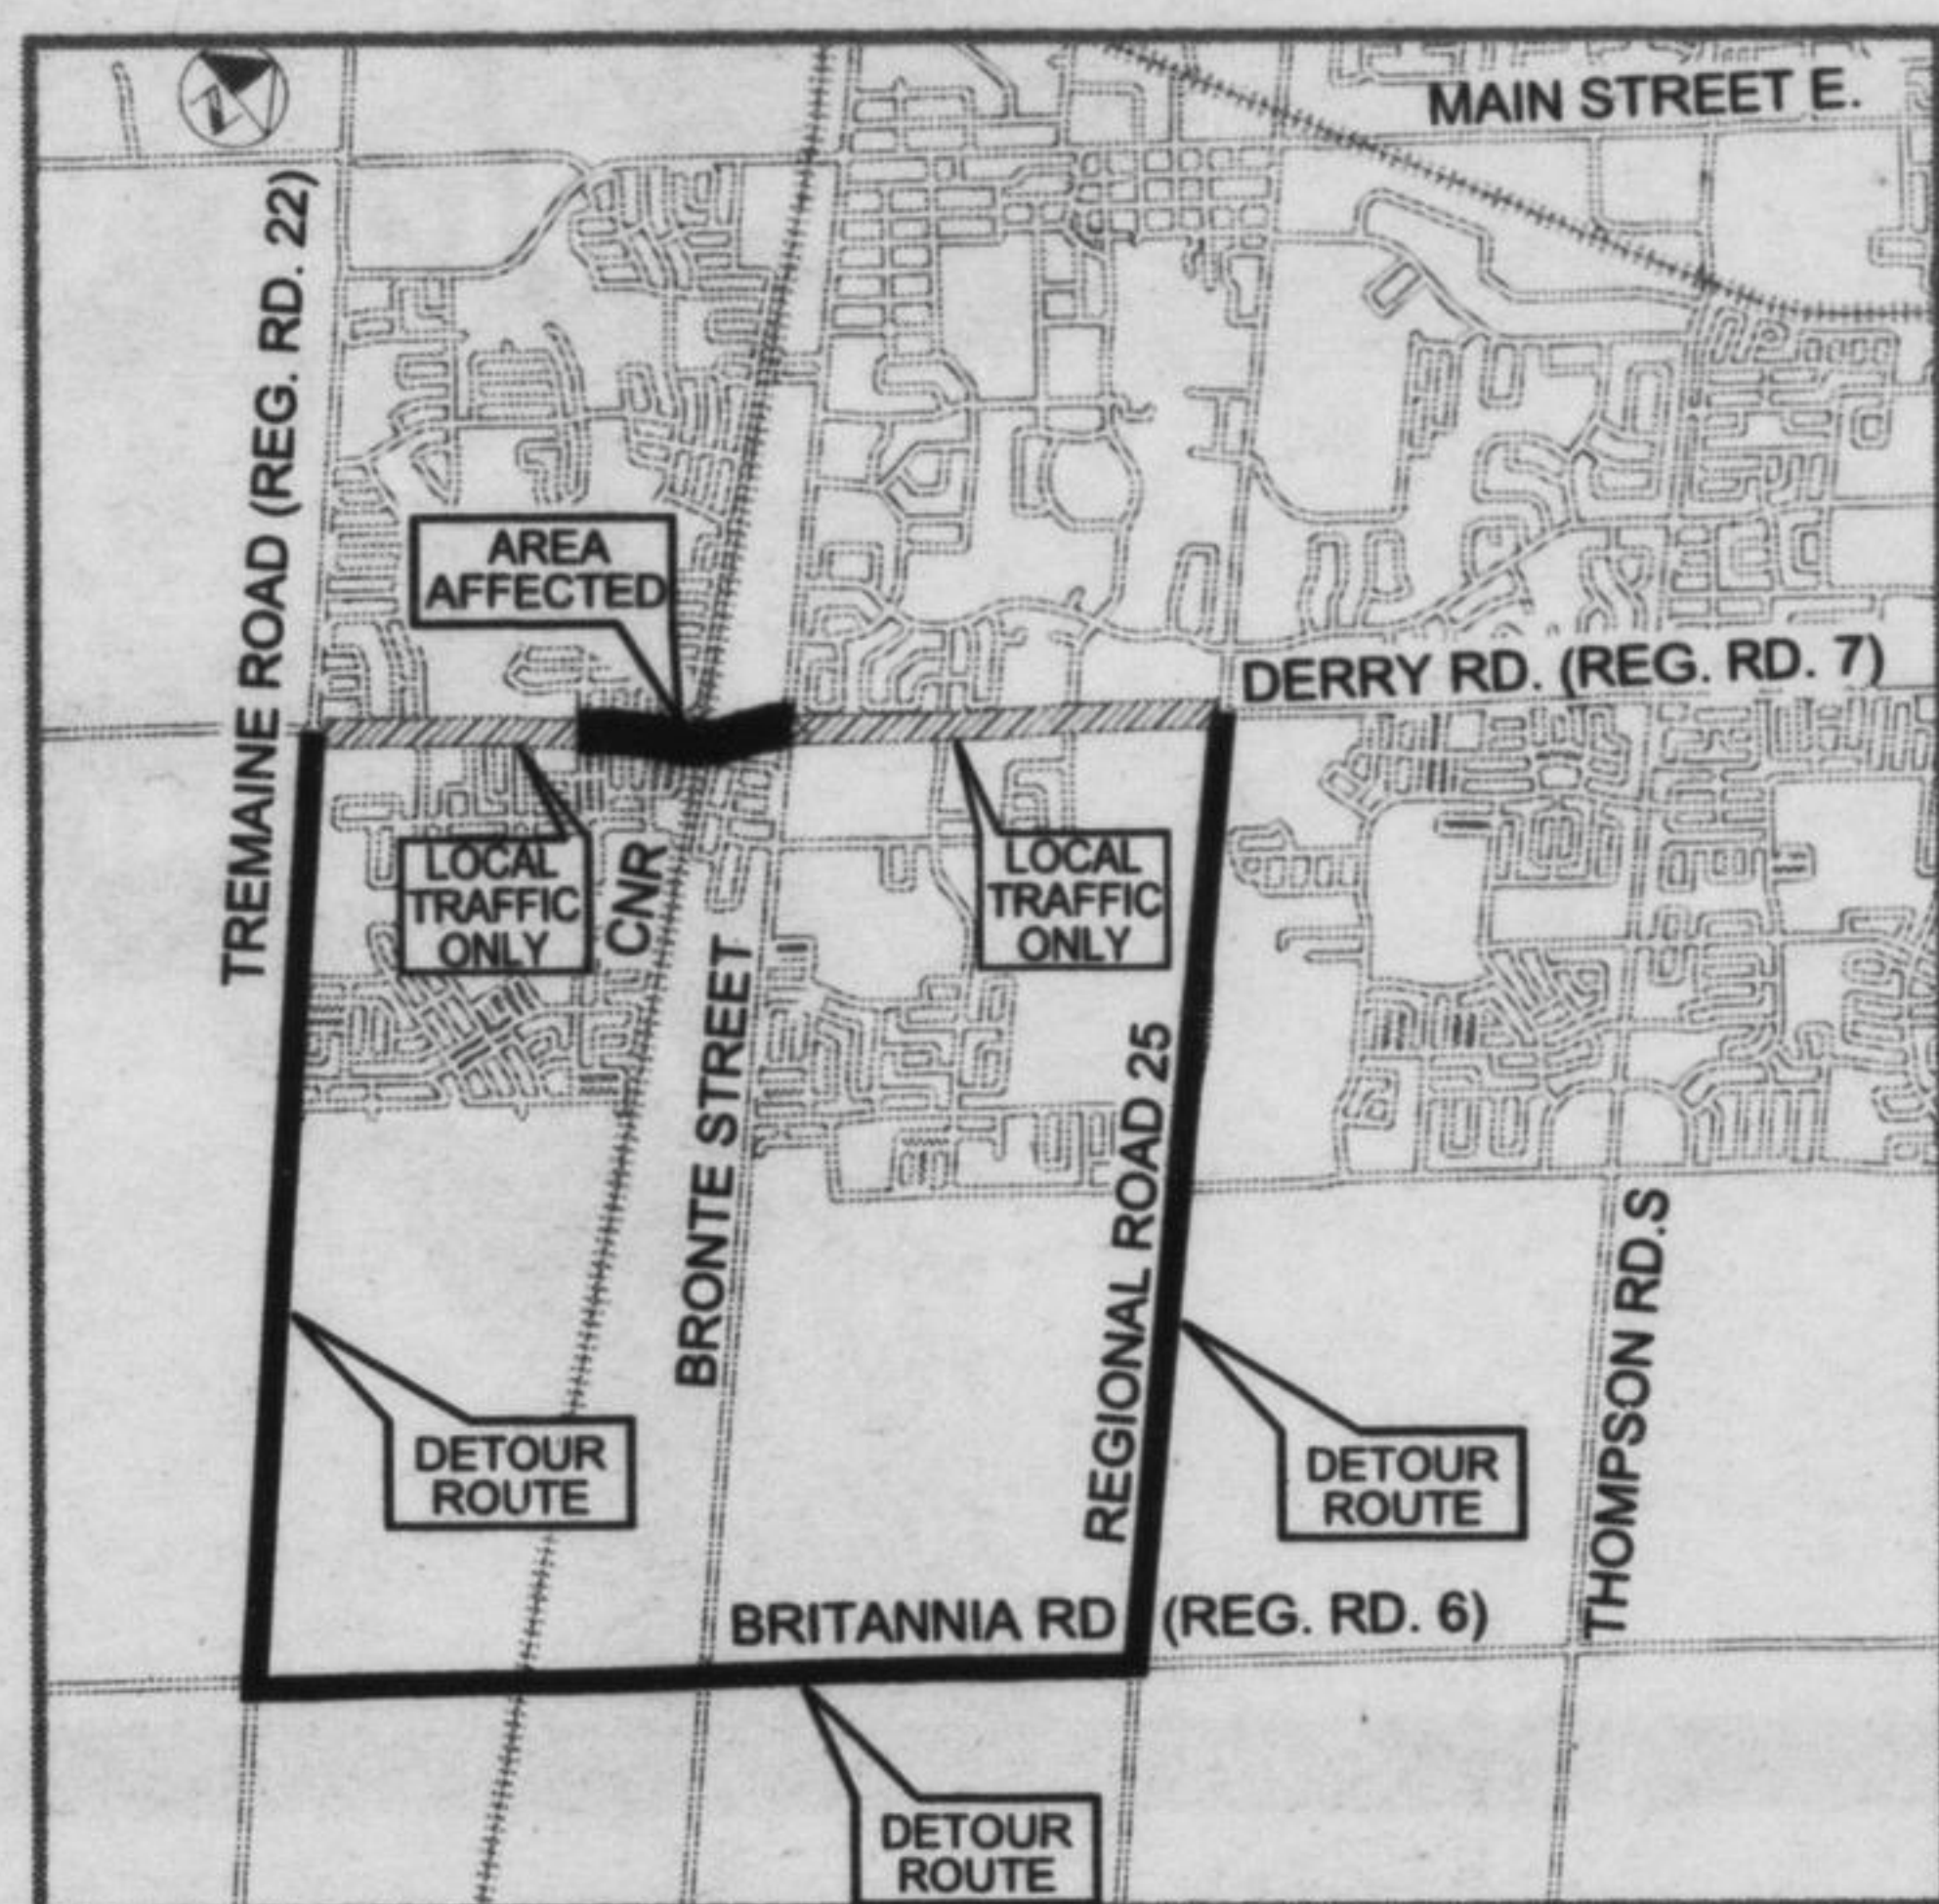 N
MAIN STREET E.
TREMAINE ROAD (REG. RD. 22)
AREA
AFFECTED
DERRY RD. (REG. RD. 7)
LOCAL
TRAFFIC
ONLY
CNR
LOCAL
TRAFFIC
ONLY
BRONTE STREET
REGIONAL ROAD 25
THOMPSON RD.S
DETOUR
ROUTE
DETOUR
ROUTE
BRITANNIA RD (REG. RD. 6)
DETOUR
ROUTE